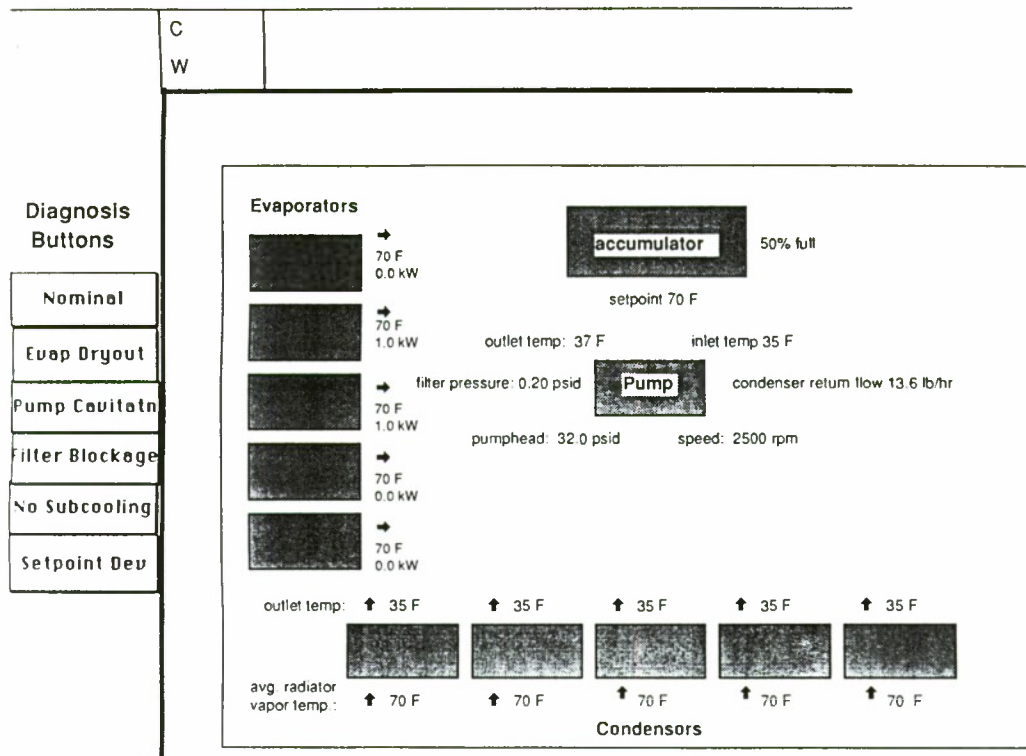 C
W
Diagnosis
Buttons
Nominal
Evap Dryout
Pump Cavitatn
Filter Blockage
No Subcooling
Setpoint Dev
Evaporators
70 F
0.0 kW
70 F
1.0 kW
70 F
1.0 kW
70 F
0.0 kW
70 F
0.0 kW
accumulator
50% full
setpoint 70 F
outlet temp: 37 F
inlet temp 35 F
filter pressure: 0.20 psid
Pump
condenser return flow 13.6 lb/hr
pumphead: 32.0 psid
speed: 2500 rpm
outlet temp: 35 F 35 F 35 F 35 F 35 F
avg. radiator
vapor temp.: 70 F 70 F 70 F 70 F 70 F
Condensors